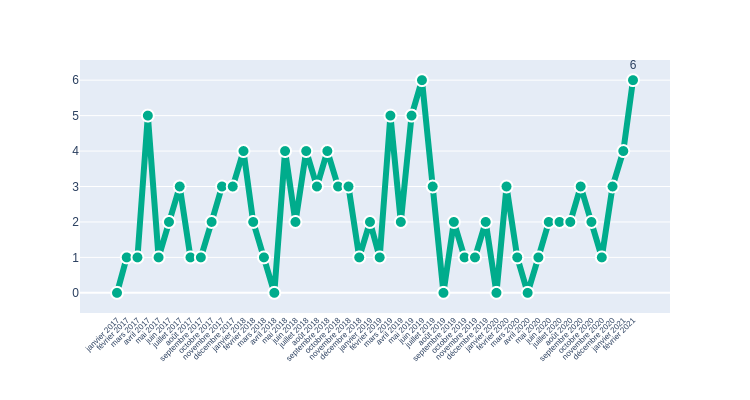 6
6
5
4
3
2
1
0
janvier 2017
février 2017
mars 2017
avril 2017
mai 2017
juin 2017
juillet 2017
août 2017
septembre 2017
octobre 2017
novembre 2017
décembre 2017
janvier 2018
février 2018
mars 2018
avril 2018
mai 2018
juin 2018
juillet 2018
août 2018
septembre 2018
octobre 2018
novembre 2018
décembre 2018
janvier 2019
février 2019
mars 2019
avril 2019
mai 2019
juin 2019
juillet 2019
août 2019
septembre 2019
octobre 2019
novembre 2019
décembre 2019
janvier 2020
février 2020
mars 2020
avril 2020
mai 2020
juin 2020
juillet 2020
août 2020
septembre 2020
octobre 2020
novembre 2020
décembre 2020
janvier 2021
février 2021